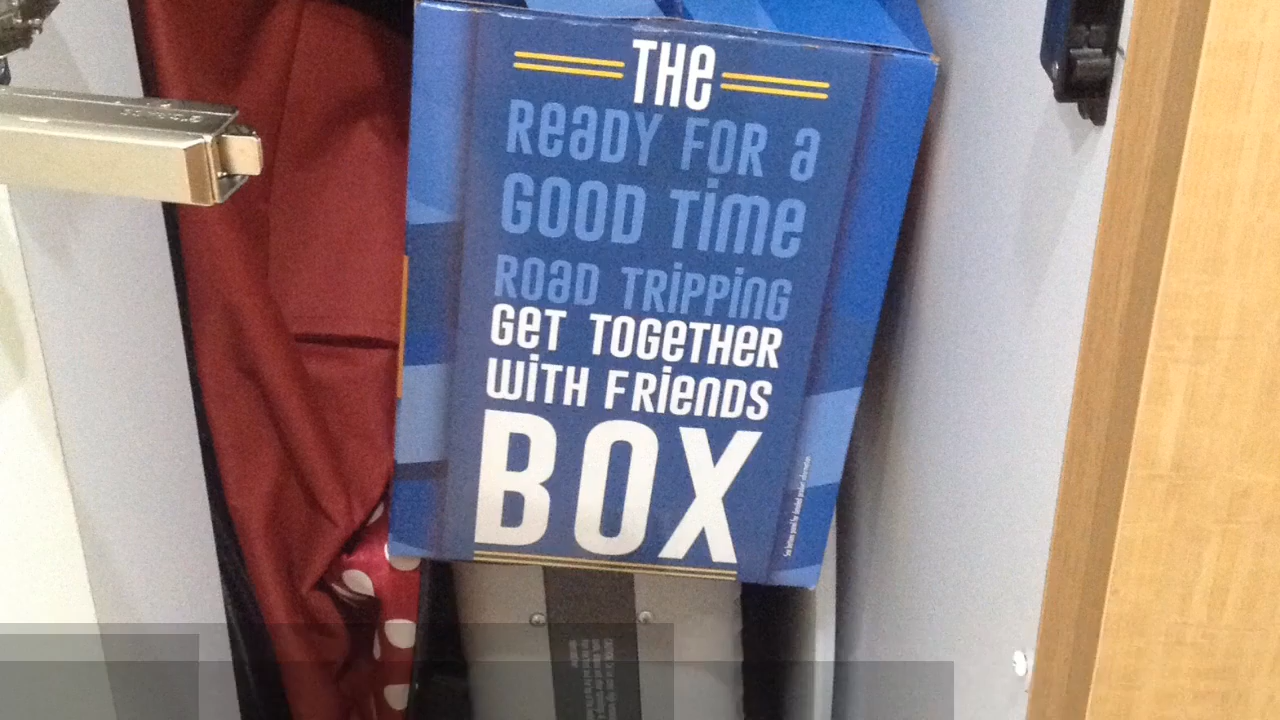 THE
READY FOR A
GOOD TIME
ROAD TRIPPING
GET TOGETHER
WITH FRIENDS
BOX